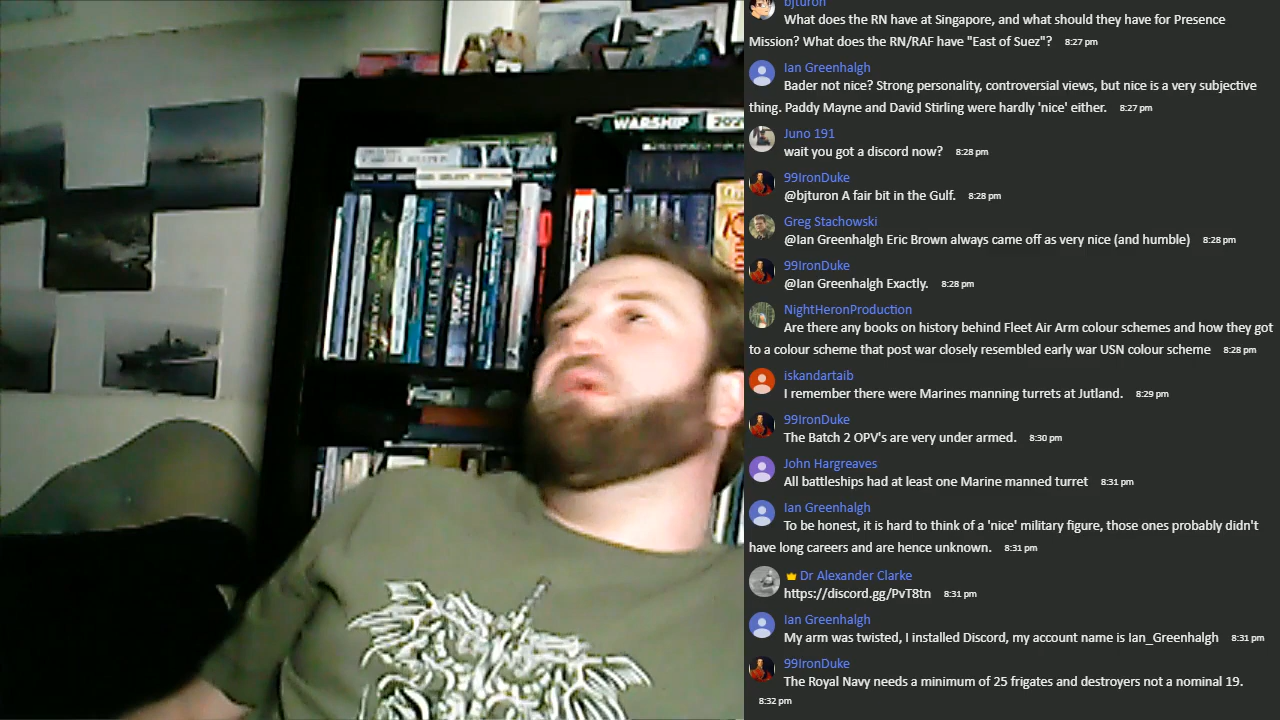 WARSHIP 202
bjturon
What does the RN have at Singapore, and what should they have for Presence
Mission? What does the RN/RAF have "East of Suez"? 8:27 pm
Ian Greenhalgh
Bader not nice? Strong personality, controversial views, but nice is a very subjective
thing. Paddy Mayne and David Stirling were hardly 'nice' either. 8:27 pm
Juno 191
wait you got a discord now? 8:28 pm
99IronDuke
@bjturon A fair bit in the Gulf. 8:28 pm
Greg Stachowski
@Ian Greenhalgh Eric Brown always came off as very nice (and humble) 8:28 pm
99IronDuke
@Ian Greenhalgh Exactly. 8:28 pm
NightHeronProduction
Are there any books on history behind Fleet Air Arm colour schemes and how they got
to a colour scheme that post war closely resembled early war USN colour scheme 8:28 pm
iskandartaib
I remember there were Marines manning turrets at Jutland. 8:29 pm
99IronDuke
The Batch 2 OPV's are very under armed. 8:30 pm
John Hargreaves
All battleships had at least one Marine manned turret 8:31 pm
Ian Greenhalgh
To be honest, it is hard to think of a 'nice' military figure, those ones probably didn't
have long careers and are hence unknown. 8:31 pm
Dr Alexander Clarke
https://discord.gg/PvT8tn 8:31 pm
Ian Greenhalgh
My arm was twisted, I installed Discord, my account name is Ian_Greenhalgh 8:31 pm
99IronDuke
The Royal Navy needs a minimum of 25 frigates and destroyers not a nominal 19.
8:32 pm